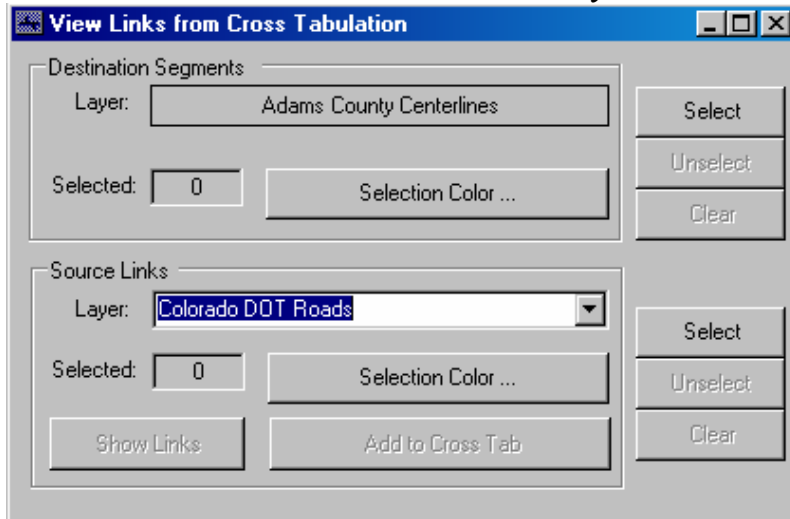 View Links from Cross Tabulation
Destination Segments
Layer: Adams County Centerlines
Select
Unselect
Selected: 0 Selection Color ...
Clear
Source Links
Layer: Colorado DOT Roads
Select
Selected: 0 Selection Color ...
Unselect
Show Links Add to Cross Tab
Clear